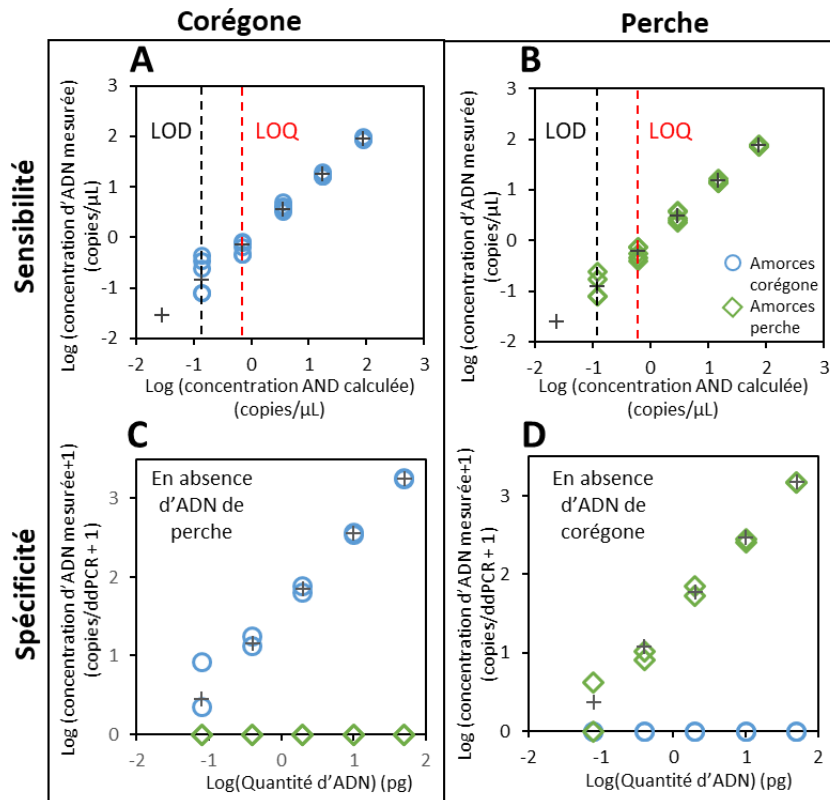 Corégone
Perche
Sensibilité
Spécificité
A
Log (concentration d'ADN mesurée)
(copies/µL)
3
2
1
0
-1
-2
LOD
LOQ
-2
-1
0
1
2
3
Log (concentration AND calculée)
(copies/µL)
B
Log (concentration d'ADN mesurée)
(copies/µL)
3
2
1
0
-1
-2
LOD
LOQ
Amorces
corégone
Amorces
perche
-2
-1
0
1
2
3
Log (concentration AND calculée)
(copies/µL)
C
Log (concentration d'ADN mesurée+1)
(copies/ddPCR + 1)
3
2
1
0
En absence
d'ADN de
perche
-2
-1
0
1
2
Log(Quantité d'ADN) (pg)
D
Log (concentration d'ADN mesurée+1)
(copies/ddPCR + 1)
3
2
1
0
En absence
d'ADN de
corégone
-2
-1
0
1
2
Log(Quantité d'ADN) (pg)